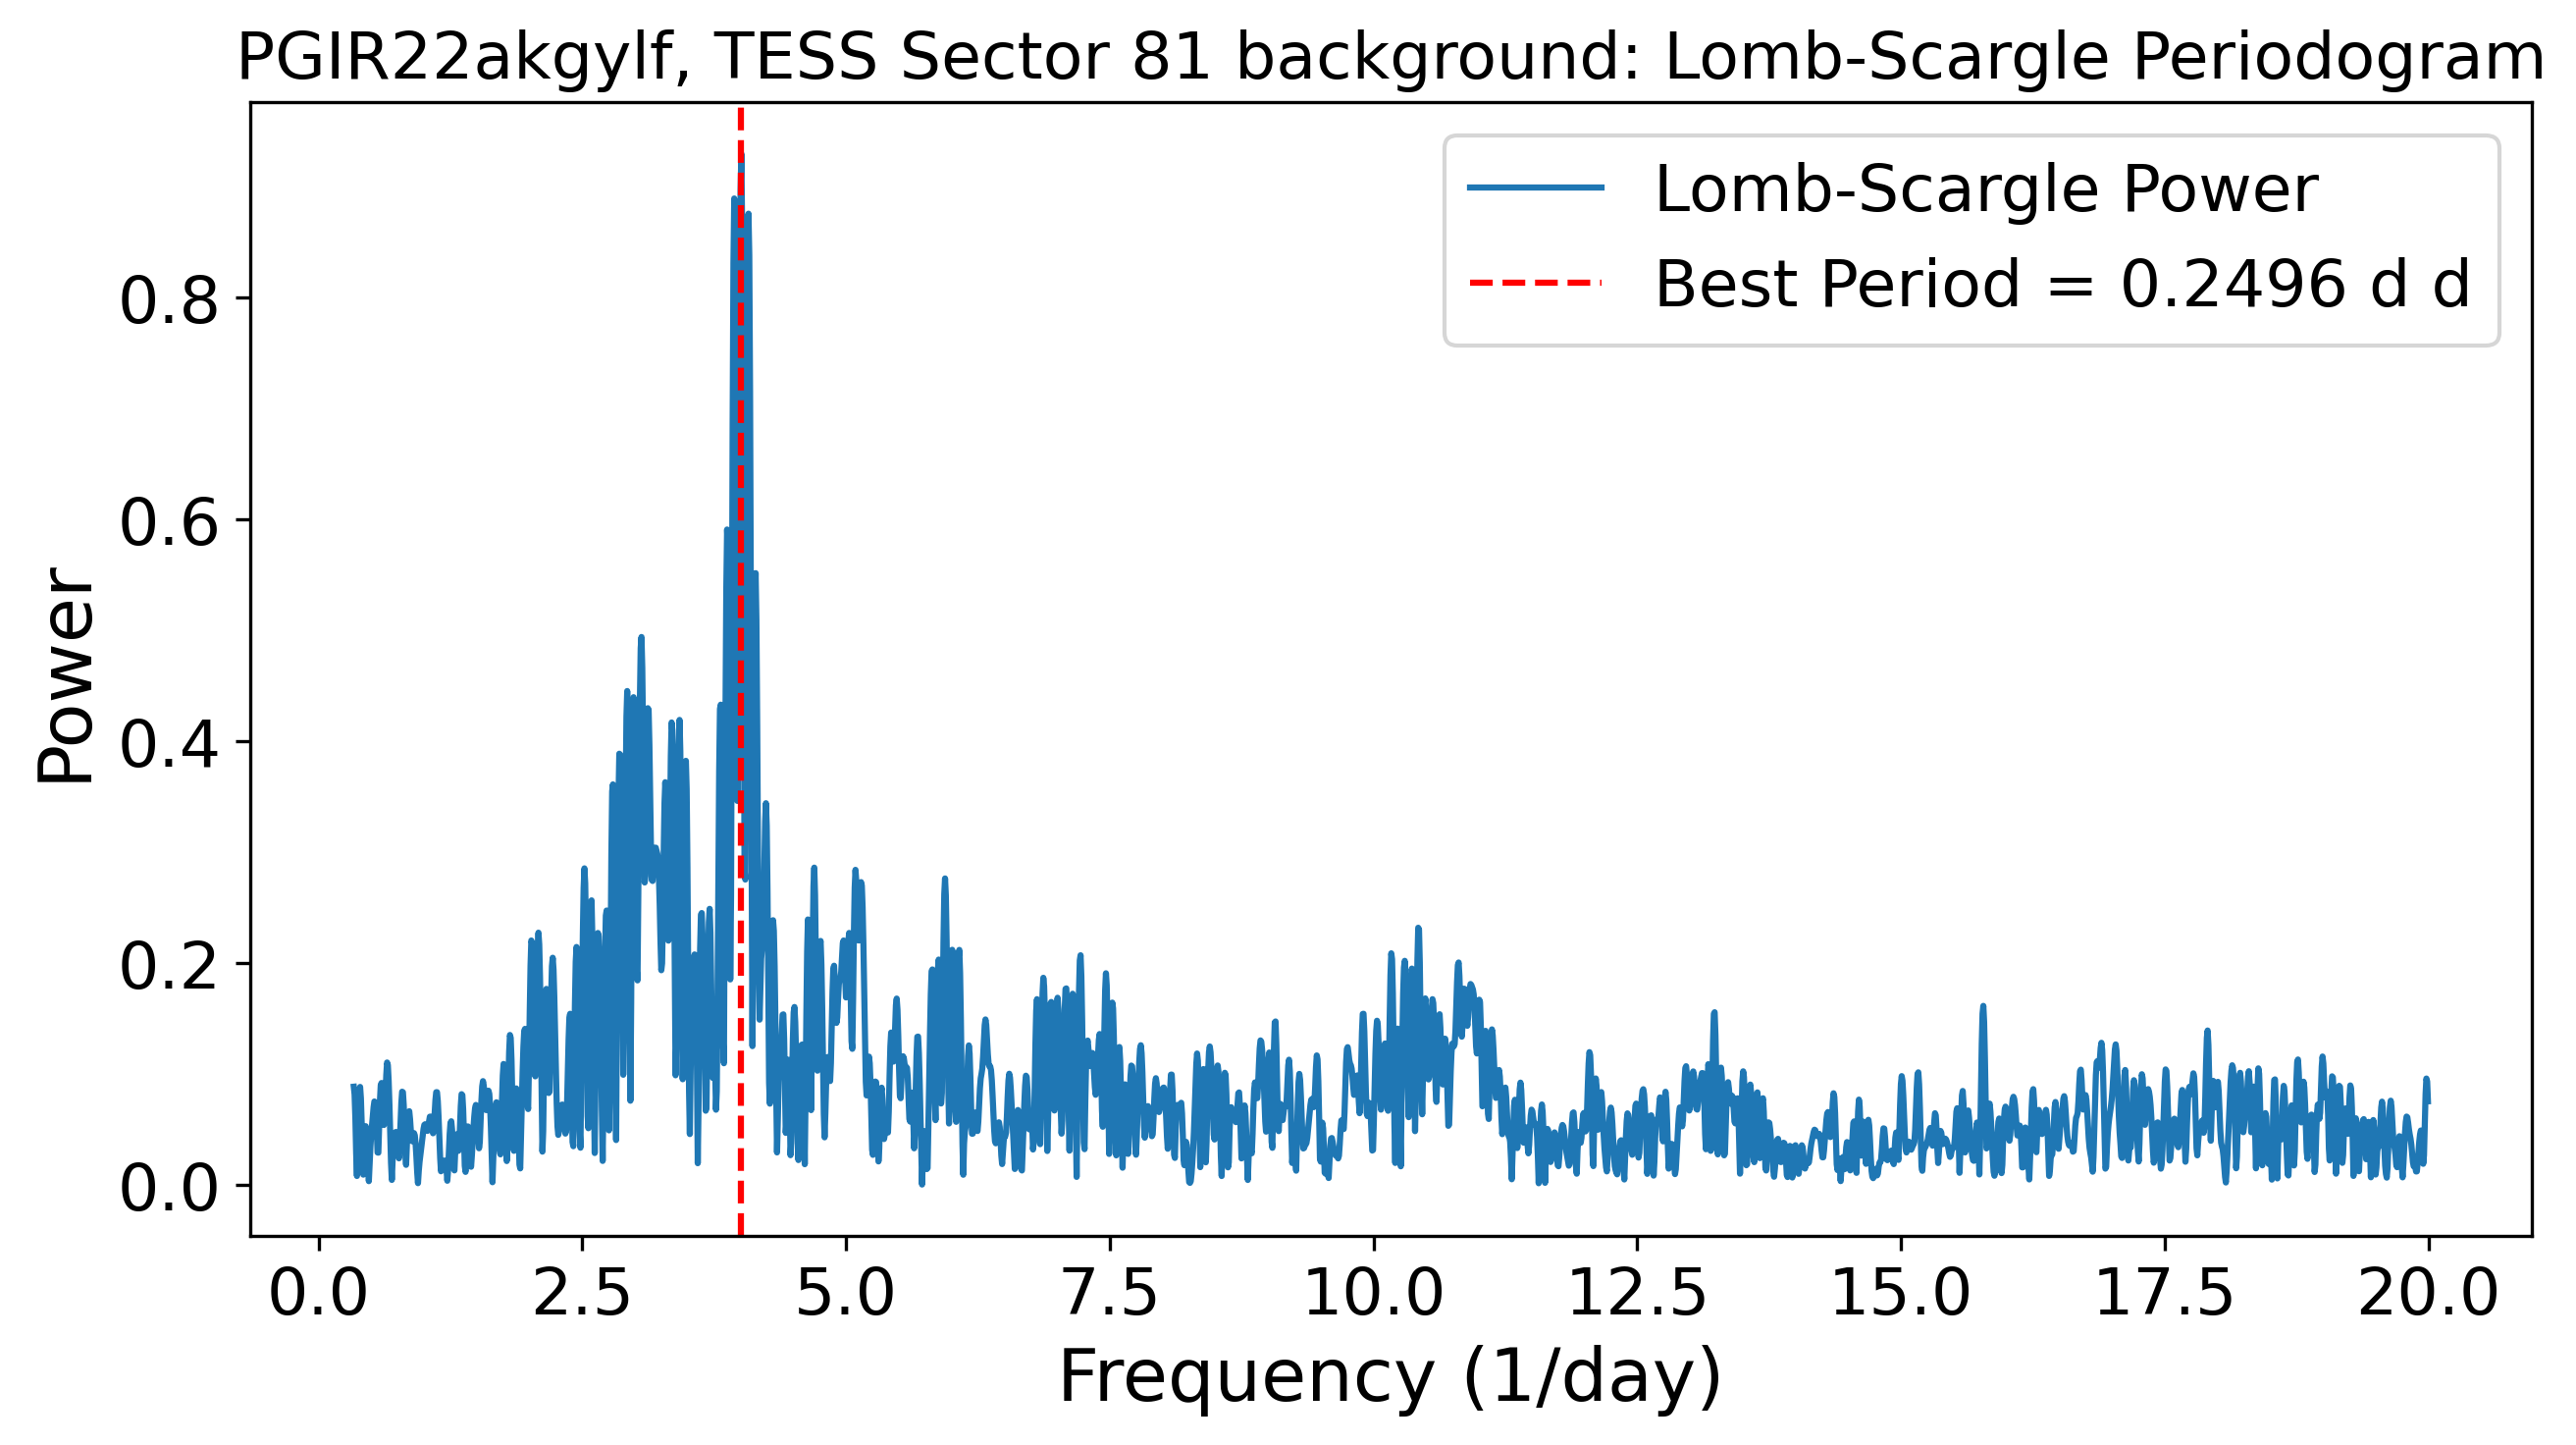 PGIR22akgylf, TESS Sector 81 background: Lomb-Scargle Periodogram
Lomb-Scargle Power
Best Period = 0.2496 d d
Power
0.8
0.6
0.4
0.2
0.0
0.0 2.5 5.0 7.5 10.0 12.5 15.0 17.5 20.0
Frequency (1/day)